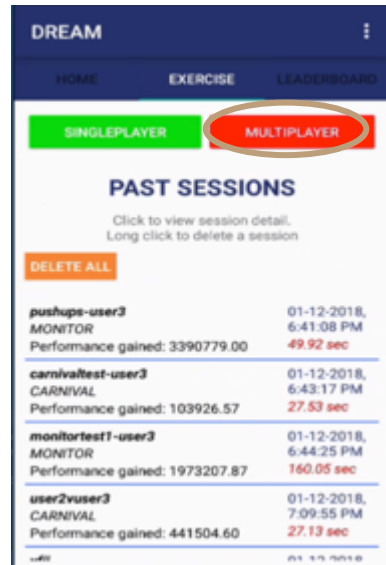 DREAM
HOME EXERCISE LEADERBOARD
SINGLEPLAYER MULTIPLAYER
PAST SESSIONS
Click to view session detail.
Long click to delete a session
DELETE ALL
pushups-user3 01-12-2018,
MONITOR 6:41:08 PM
Performance gained: 3390779.00 49.92 sec
carnivaltest-user3 01-12-2018,
CARNIVAL 6:43:17 PM
Performance gained: 103926.57 27.53 sec
monitortest1-user3 01-12-2018,
MONITOR 6:44:25 PM
Performance gained: 1973207.87 160.05 sec
user2vuser3 01-12-2018,
CARNIVAL 7:09:55 PM
Performance gained: 441504.60 27.13 sec
01-12-2018